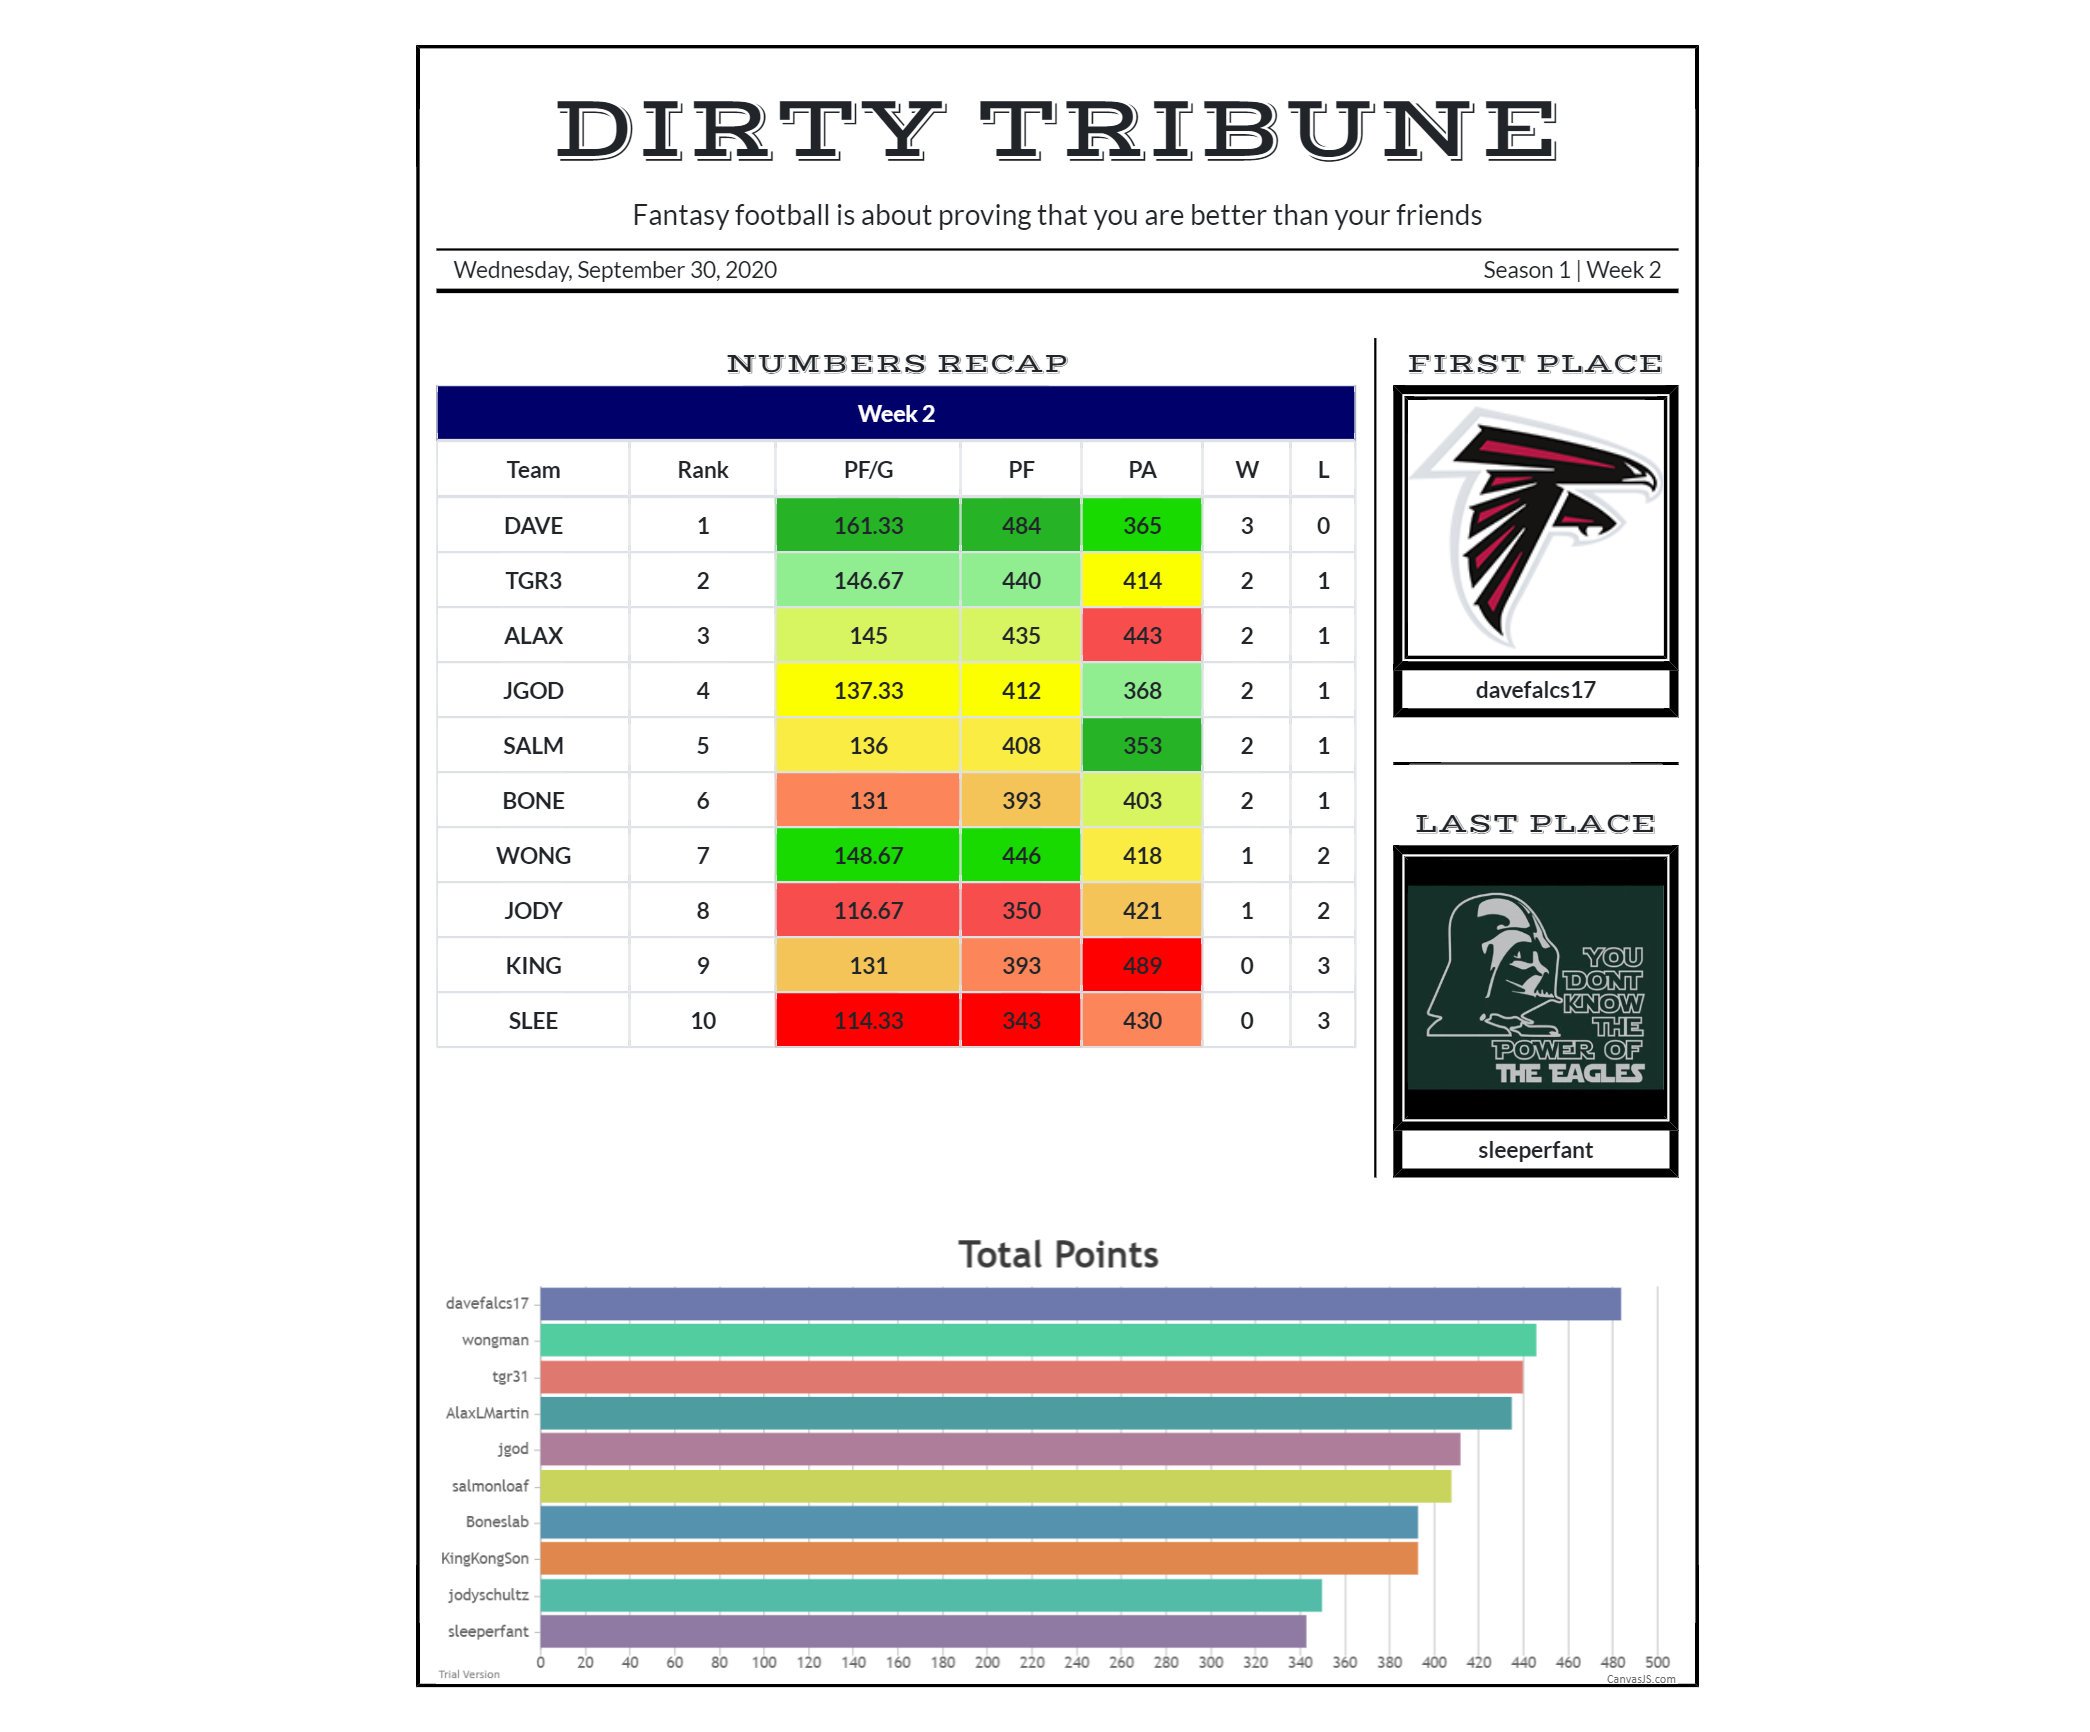 DIRTY TRIBUNE
Fantasy football is about proving that you are better than your friends
Wednesday, September 30, 2020 Season 1 | Week 2
NUMBERS RECAP
Week 2
Team Rank PF/G PF PA W L
DAVE 1 161.33 484 365 3 0
TGR3 2 146.67 440 414 2 1
ALAX 3 145 435 443 2 1
JGOD 4 137.33 412 368 2 1
SALM 5 136 408 353 2 1
BONE 6 131 393 403 2 1
WONG 7 148.67 446 418 1 2
JODY 8 116.67 350 421 1 2
KING 9 131 393 489 0 3
SLEE 10 114.33 343 430 0 3
FIRST PLACE
davefalcs17
LAST PLACE
YOU
DONT
KNOW
THE
POWER OF
THE EAGLES
sleeperfant
Total Points
davefalcs17
wongman
tgr31
AlaxLMartin
jgod
salmonloaf
Boneslab
KingKongSon
jodyschultz
sleeperfant
0 20 40 60 80 100 120 140 160 180 200 220 240 260 280 300 320 340 360 380 400 420 440 460 480 500
Trial Version
CanvasJS.com